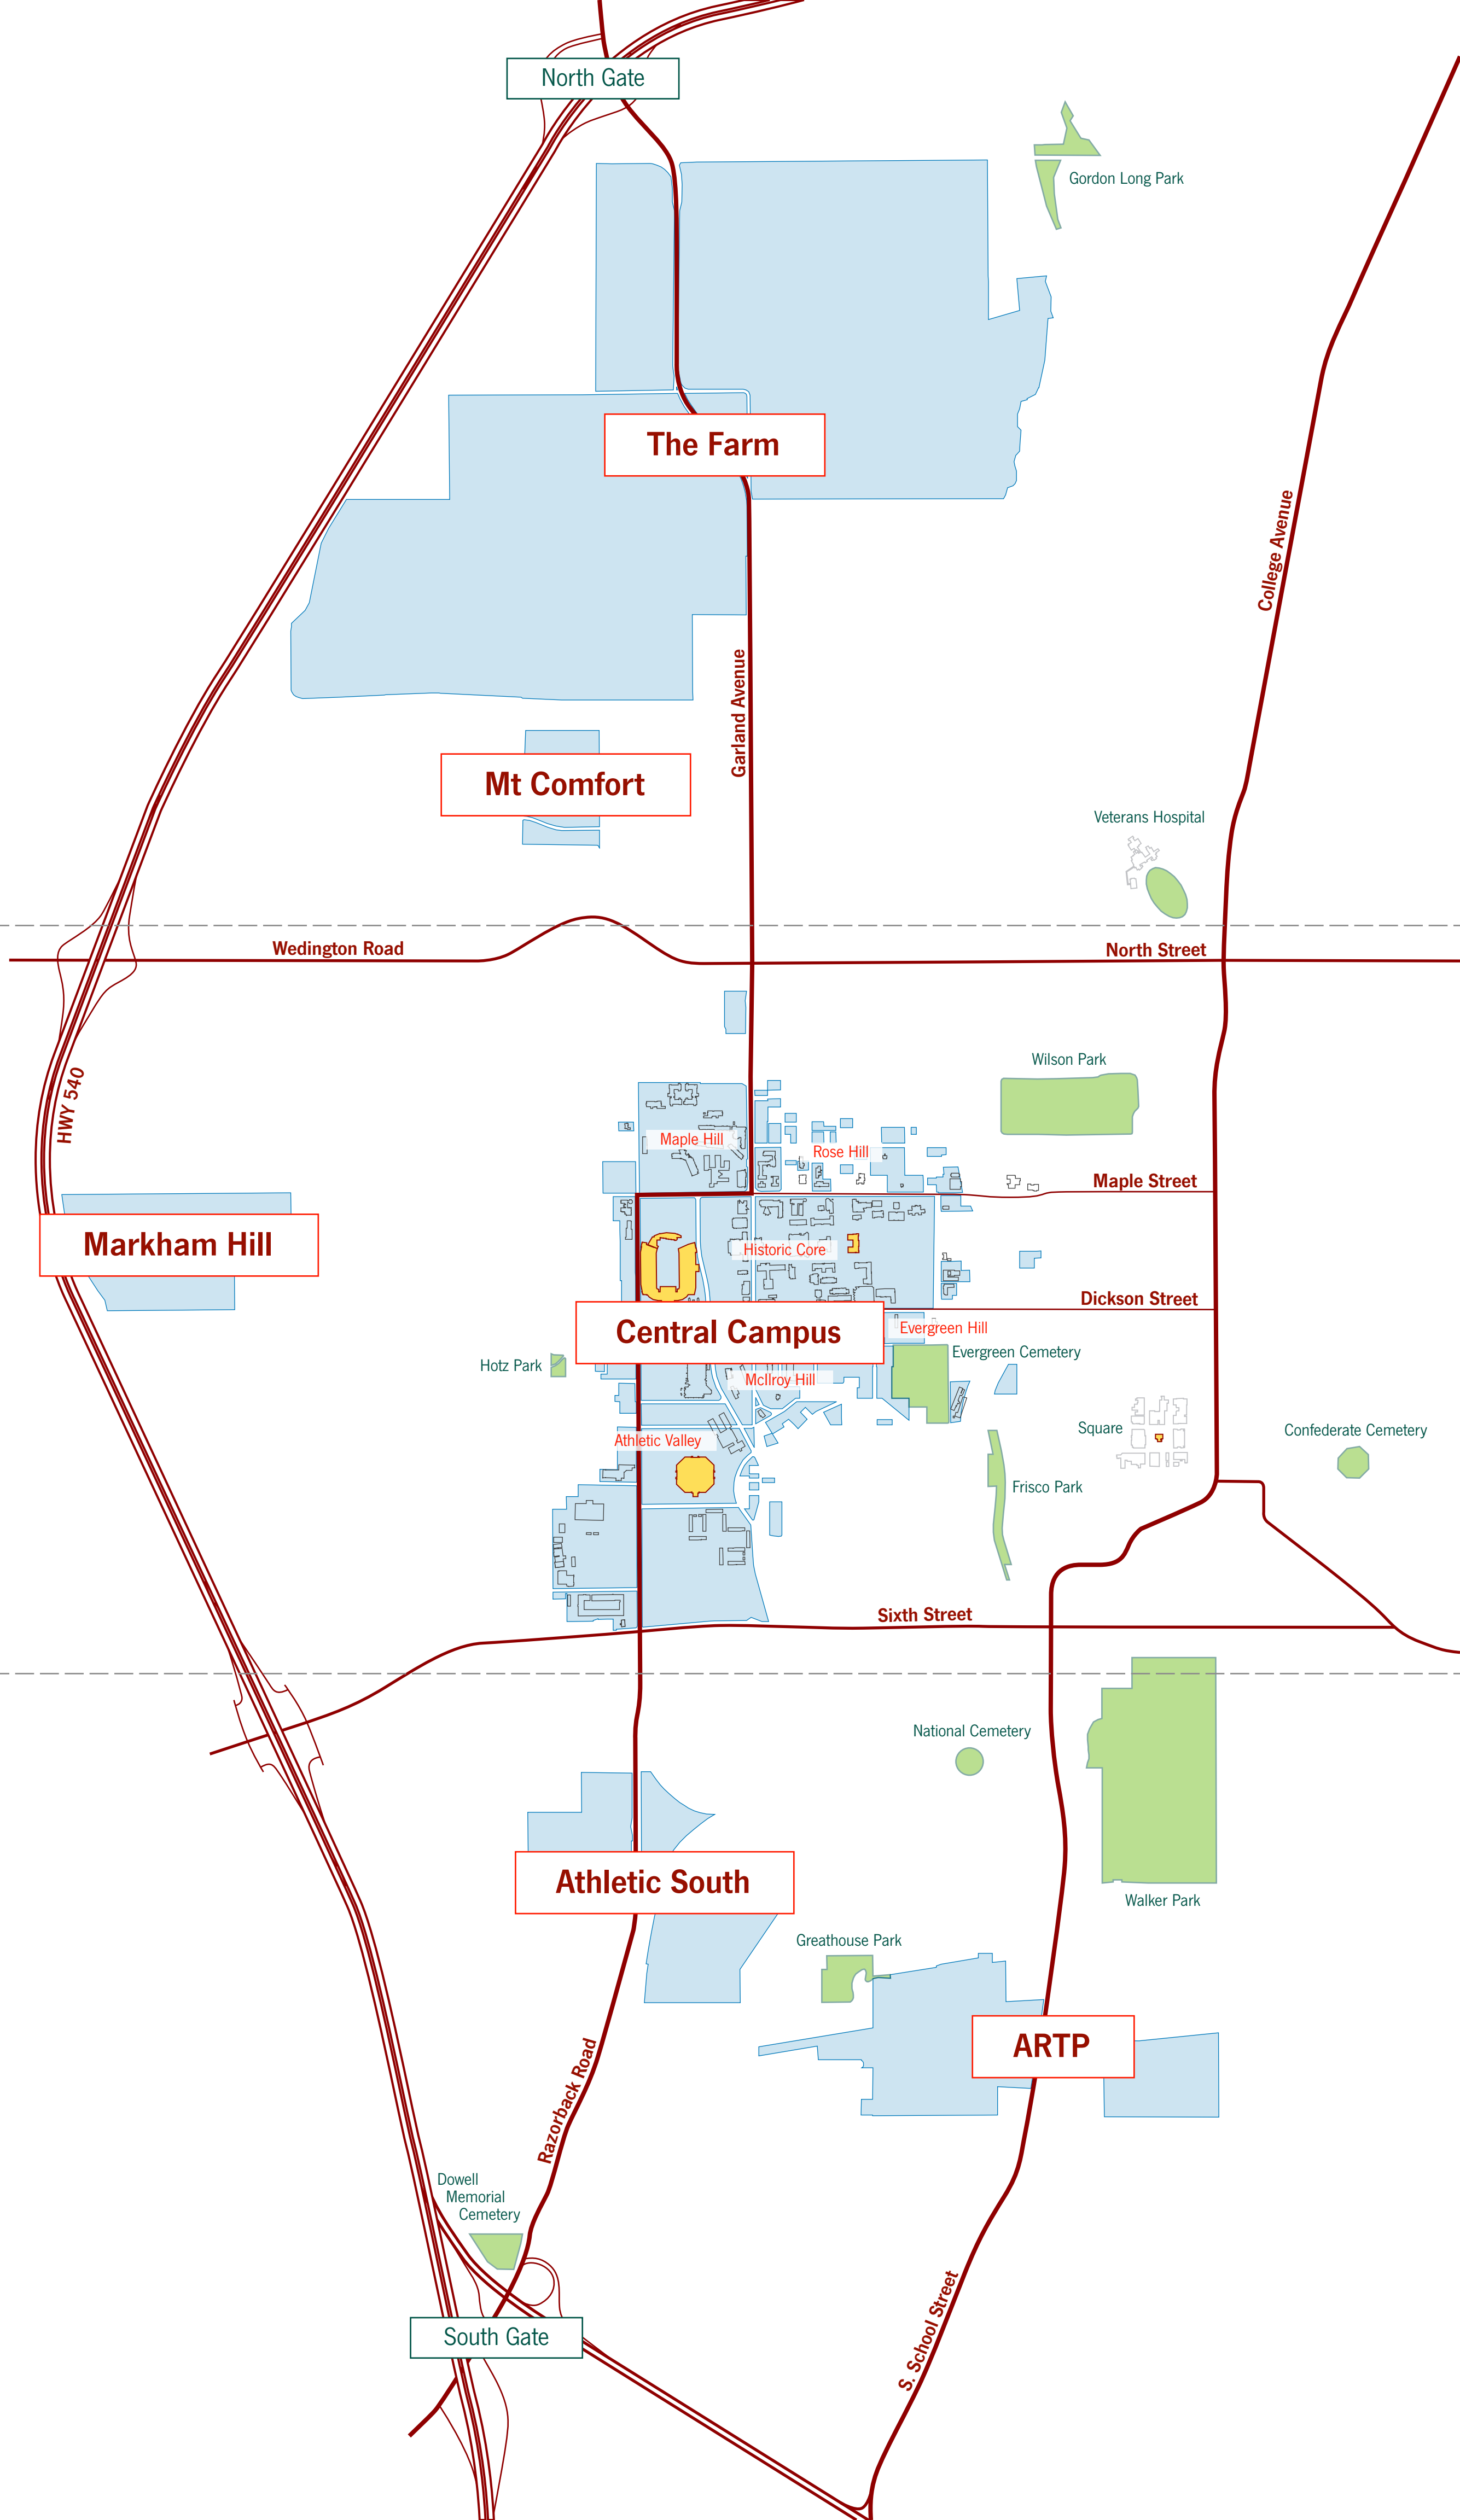 North Gate
Gordon Long Park
The Farm
College Avenue
Garland Avenue
Mt Comfort
Veterans Hospital
Wedington Road
North Street
Wilson Park
HWY 540
Maple Hill
Rose Hill
Maple Street
Markham Hill
Historic Core
Dickson Street
Central Campus
Evergreen Hill
Evergreen Cemetery
Hotz Park
McIlroy Hill
Square
Confederate Cemetery
Athletic Valley
Frisco Park
Sixth Street
National Cemetery
Athletic South
Walker Park
Greathouse Park
ARTP
Razorback Road
Dowell
Memorial
Cemetery
S. School Street
South Gate